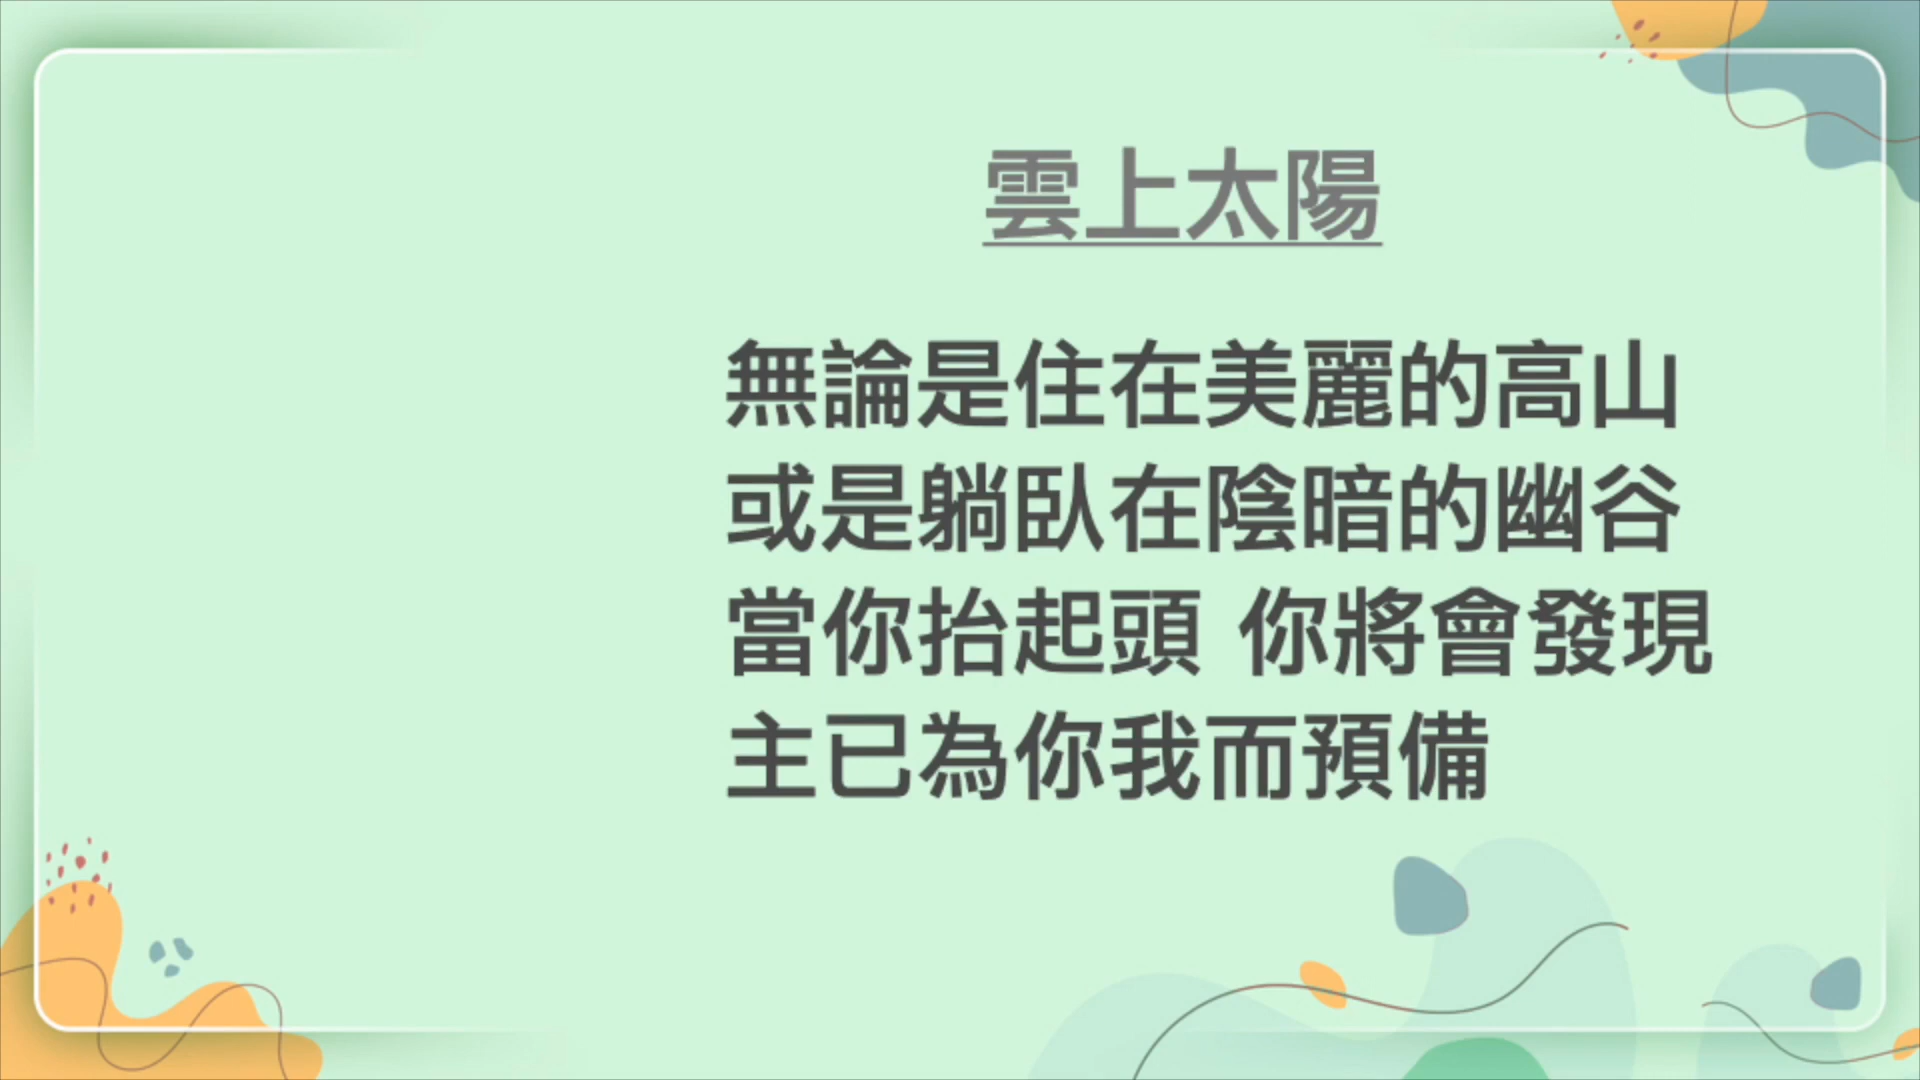 雲上太陽
無論是住在美麗的高山
或是躺臥在陰暗的幽谷
當你抬起頭 你將會發現
主已為你我而預備